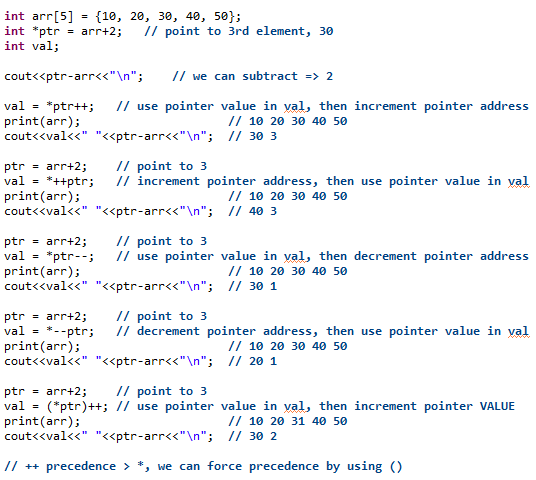 int arr[5] = {10, 20, 30, 40, 50};
int *ptr = arr+2;   // point to 3rd element, 30
int val;

cout<<ptr-arr<<"\n";    // we can subtract => 2

val = *ptr++;   // use pointer value in val, then increment pointer address
print(arr);                    // 10 20 30 40 50
cout<<val<<" "<<ptr-arr<<"\n";  // 30 3

ptr = arr+2;    // point to 3
val = *++ptr;   // increment pointer address, then use pointer value in val
print(arr);                    // 10 20 30 40 50
cout<<val<<" "<<ptr-arr<<"\n";  // 40 3

ptr = arr+2;    // point to 3
val = *ptr--;   // use pointer value in val, then decrement pointer address
print(arr);                    // 10 20 30 40 50
cout<<val<<" "<<ptr-arr<<"\n";  // 30 1

ptr = arr+2;    // point to 3
val = *--ptr;   // decrement pointer address, then use pointer value in val
print(arr);                    // 10 20 30 40 50
cout<<val<<" "<<ptr-arr<<"\n";  // 20 1

ptr = arr+2;    // point to 3
val = (*ptr)++; // use pointer value in val, then increment pointer VALUE
print(arr);                    // 10 20 31 40 50
cout<<val<<" "<<ptr-arr<<"\n";  // 30 2

// ++ precedence > *, we can force precedence by using ()